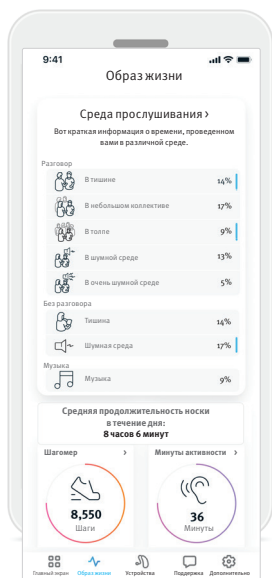 9:41
Образ жизни
Среда прослушивания ›
Вот краткая информация о времени, проведенном
вами в различной среде.
Разговор
В тишине 14%
В небольшом коллективе 17%
В толпе 9%
В шумной среде 13%
В очень шумной среде 5%
Без разговора
Тишина 14%
Шумная среда 17%
Музыка
Музыка 9%
Средняя продолжительность носки
в течение дня:
8 часов 6 минут
Шагомер › Минуты активности ›
8,550 36
Шаги Минуты
Главный экран Образ жизни Устройства Поддержка Дополнительно